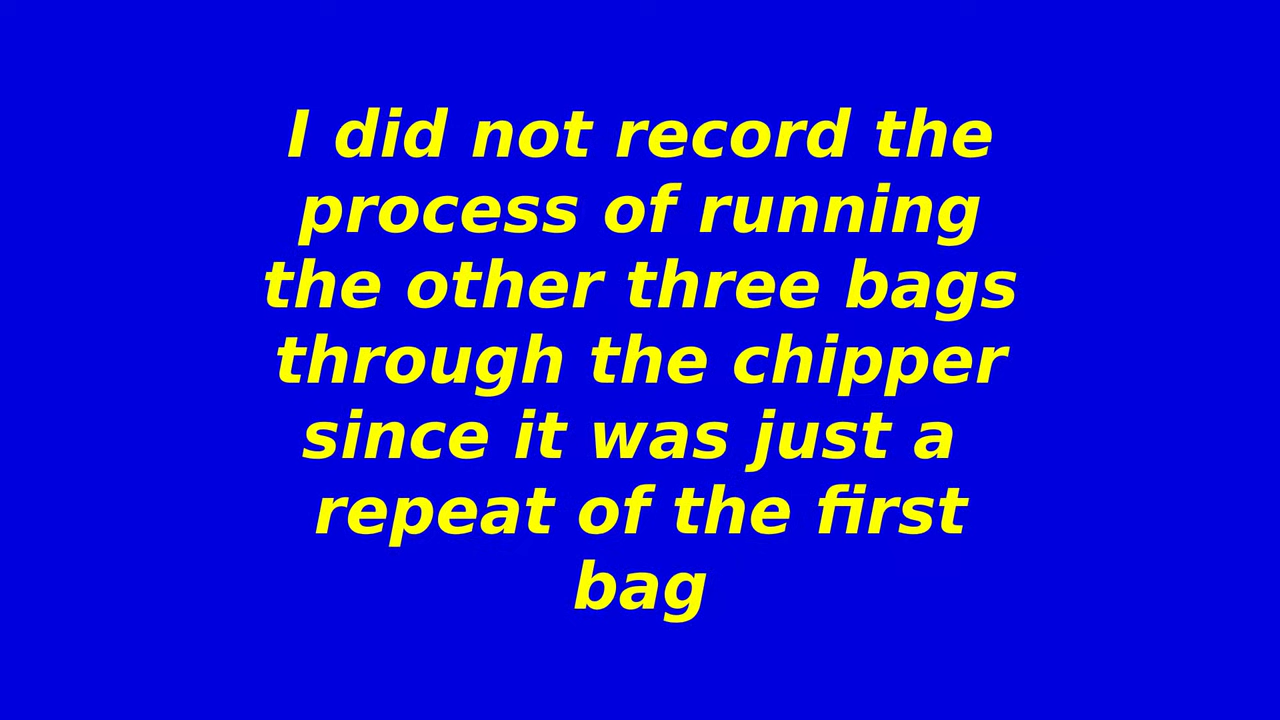 I did not record the
process of running
the other three bags
through the chipper
since it was just a
repeat of the first
bag